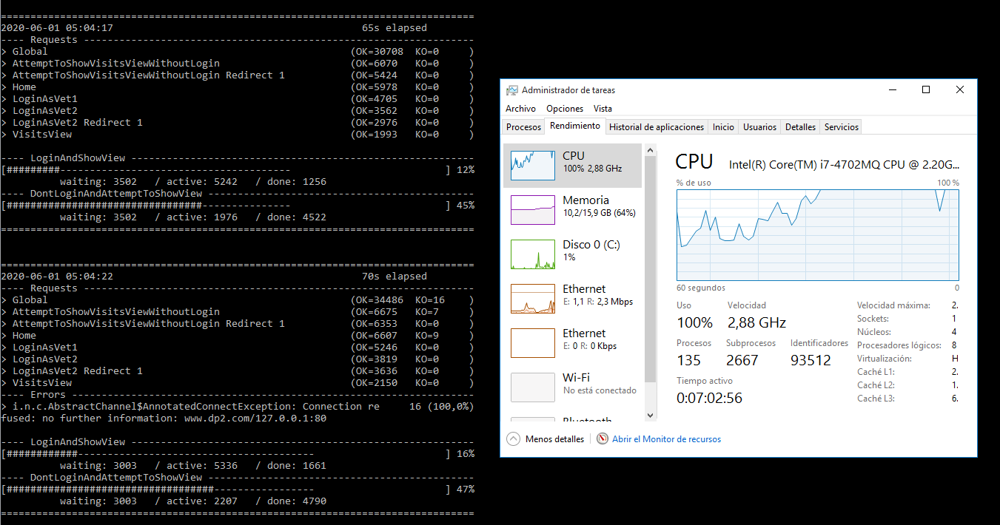 ================================================================================
2020-06-01 05:04:17                                          65s elapsed
---- Requests ------------------------------------------------------------------
> Global                                                   (OK=30708  KO=0     )
> AttemptToShowVisitsViewWithoutLogin                      (OK=6070   KO=0     )
> AttemptToShowVisitsViewWithoutLogin Redirect 1           (OK=5424   KO=0     )
> Home                                                     (OK=5978   KO=0     )
> LoginAsVet1                                              (OK=4705   KO=0     )
> LoginAsVet2                                              (OK=3562   KO=0     )
> LoginAsVet2 Redirect 1                                   (OK=2976   KO=0     )
> VisitsView                                               (OK=1993   KO=0     )
---- LoginAndShowView ----------------------------------------------------------
[#########---------------------------------------                          ] 12%
          waiting: 3502   / active: 5242   / done: 1256
---- DontLoginAndAttemptToShowView ---------------------------------------------
[#################################---------------                          ] 45%
          waiting: 3502   / active: 1976   / done: 4522
================================================================================
================================================================================
2020-06-01 05:04:22                                          70s elapsed
---- Requests ------------------------------------------------------------------
> Global                                                   (OK=34486  KO=16    )
> AttemptToShowVisitsViewWithoutLogin                      (OK=6675   KO=7     )
> AttemptToShowVisitsViewWithoutLogin Redirect 1           (OK=6353   KO=0     )
> Home                                                     (OK=6607   KO=9     )
> LoginAsVet1                                              (OK=5246   KO=0     )
> LoginAsVet2                                              (OK=3819   KO=0     )
> LoginAsVet2 Redirect 1                                   (OK=3636   KO=0     )
> VisitsView                                               (OK=2150   KO=0     )
---- Errors --------------------------------------------------------------------
> i.n.c.AbstractChannel$AnnotatedConnectException: Connection re     16 (100,0%)
fused: no further information: www.dp2.com/127.0.0.1:80
---- LoginAndShowView ----------------------------------------------------------
[############----------------------------------------                      ] 16%
          waiting: 3003   / active: 5336   / done: 1661
---- DontLoginAndAttemptToShowView ---------------------------------------------
[###################################-----------------                      ] 47%
          waiting: 3003   / active: 2207   / done: 4790
================================================================================
Administrador de tareas
Archivo Opciones Vista
Procesos Rendimiento Historial de aplicaciones Inicio Usuarios Detalles Servicios
CPU
100% 2,88 GHz
Memoria
10,2/15,9 GB (64%)
Disco 0 (C:)
1%
Ethernet
E: 1,1 R: 2,3 Mbps
Ethernet
E: 0 R: 0 Kbps
Wi-Fi
No está conectado
Bluetooth
CPU Intel(R) Core(TM) i7-4702MQ CPU @ 2.20G...
% de uso 100 %
60 segundos 0
Uso Velocidad
100% 2,88 GHz
Procesos Subprocesos Identificadores
135 2667 93512
Tiempo activo
0:07:02:56
Velocidad máxima: 2.
Sockets: 1
Núcleos: 4
Procesadores lógicos: 8
Virtualización: H
Caché L1: 2.
Caché L2: 1.
Caché L3: 6.
Menos detalles Abrir el Monitor de recursos